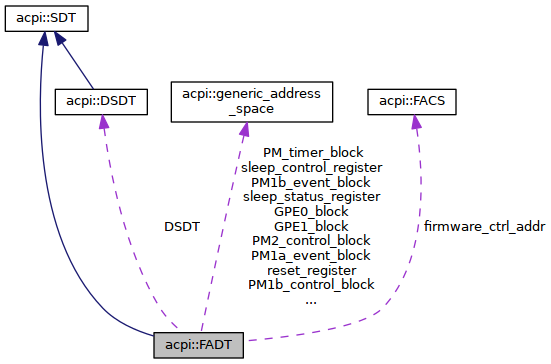 acpi::SDT
acpi::DSDT
acpi::generic_address
_space
acpi::FACS
DSDT
PM_timer_block
sleep_control_register
PM1b_event_block
sleep_status_register
GPE0_block
GPE1_block
PM2_control_block
PM1a_event_block
reset_register
PM1b_control_block
...
firmware_ctrl_addr
acpi::FADT